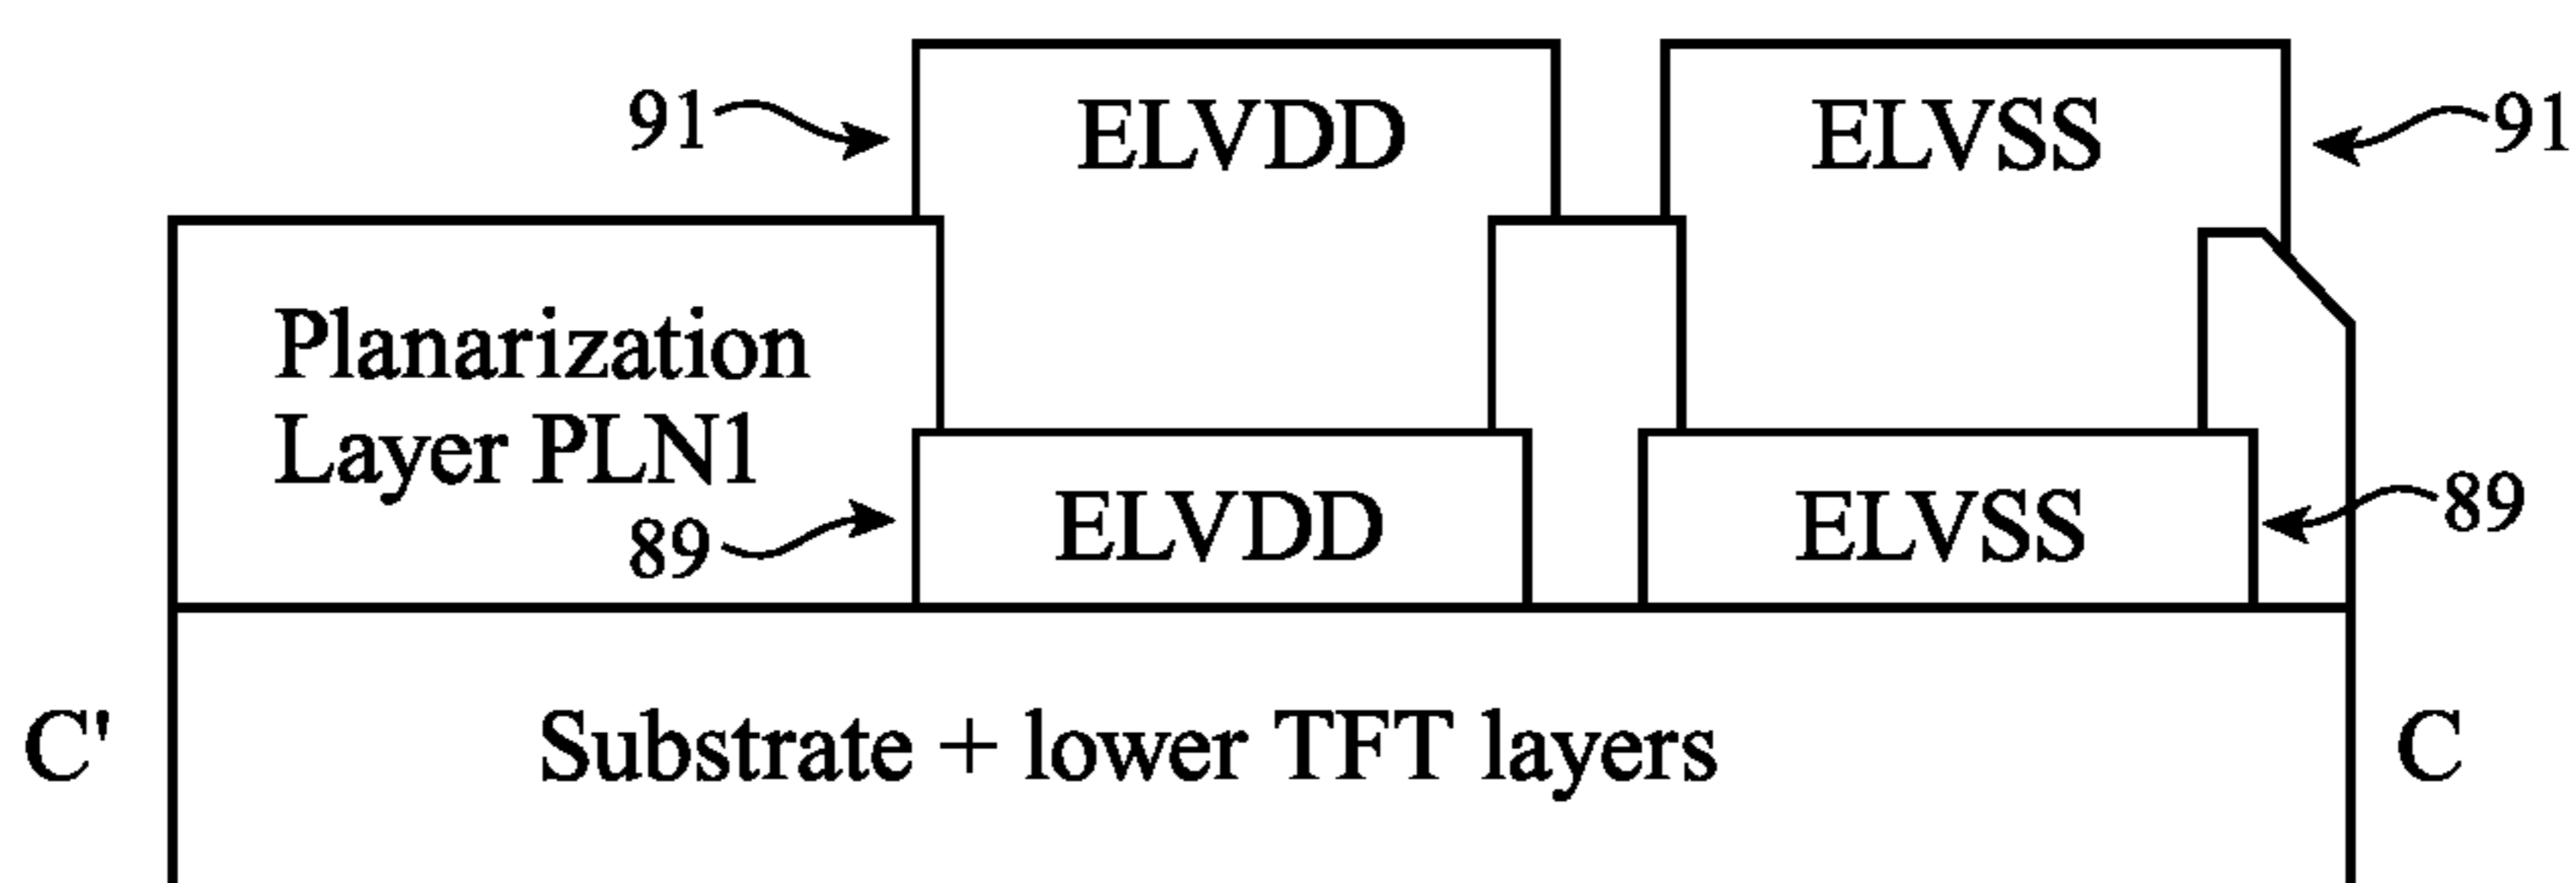 91
ELVDD
ELVSS
91
Planarization
Layer PLN1
89
ELVDD
ELVSS
89
C'
Substrate + lower TFT layers
C